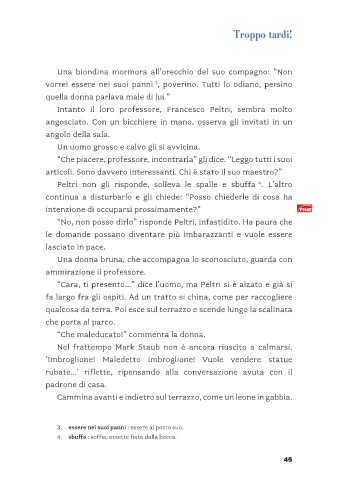 Troppo tardi!
Una biondina mormora all'orecchio del suo compagno: "Non
vorrei essere nei suoi panni ³, poverino. Tutti lo odiano, persino
quella donna parlava male di lui."
Intanto il loro professore, Francesco Peltri, sembra molto
angosciato. Con un bicchiere in mano, osserva gli invitati in un
angolo della sala.
Un uomo grosso e calvo gli si avvicina.
"Che piacere, professore, incontrarla" gli dice. "Leggo tutti i suoi
articoli. Sono davvero interessanti. Chi è stato il suo maestro?"
Peltri non gli risponde, solleva le spalle e sbuffa ⁴. L'altro
continua a disturbarlo e gli chiede: "Posso chiederle di cosa ha
intenzione di occuparsi prossimamente?"
"No, non posso dirlo" risponde Peltri, infastidito. Ha paura che
le domande possano diventare più imbarazzanti e vuole essere
lasciato in pace.
Una donna bruna, che accompagna lo sconosciuto, guarda con
ammirazione il professore.
"Cara, ti presento..." dice l'uomo, ma Peltri si è alzato e già si
fa largo fra gli ospiti. Ad un tratto si china, come per raccogliere
qualcosa da terra. Poi esce sul terrazzo e scende lungo la scalinata
che porta al parco.
"Che maleducato!" commenta la donna.
Nel frattempo Mark Staub non è ancora riuscito a calmarsi.
'Imbroglione! Maledetto imbroglione! Vuole vendere statue
rubate...' riflette, ripensando alla conversazione avuta con il
padrone di casa.
Cammina avanti e indietro sul terrazzo, come un leone in gabbia.
3. essere nei suoi panni : essere al posto suo.
4. sbuffa : soffia, emette fiato dalla bocca.
45